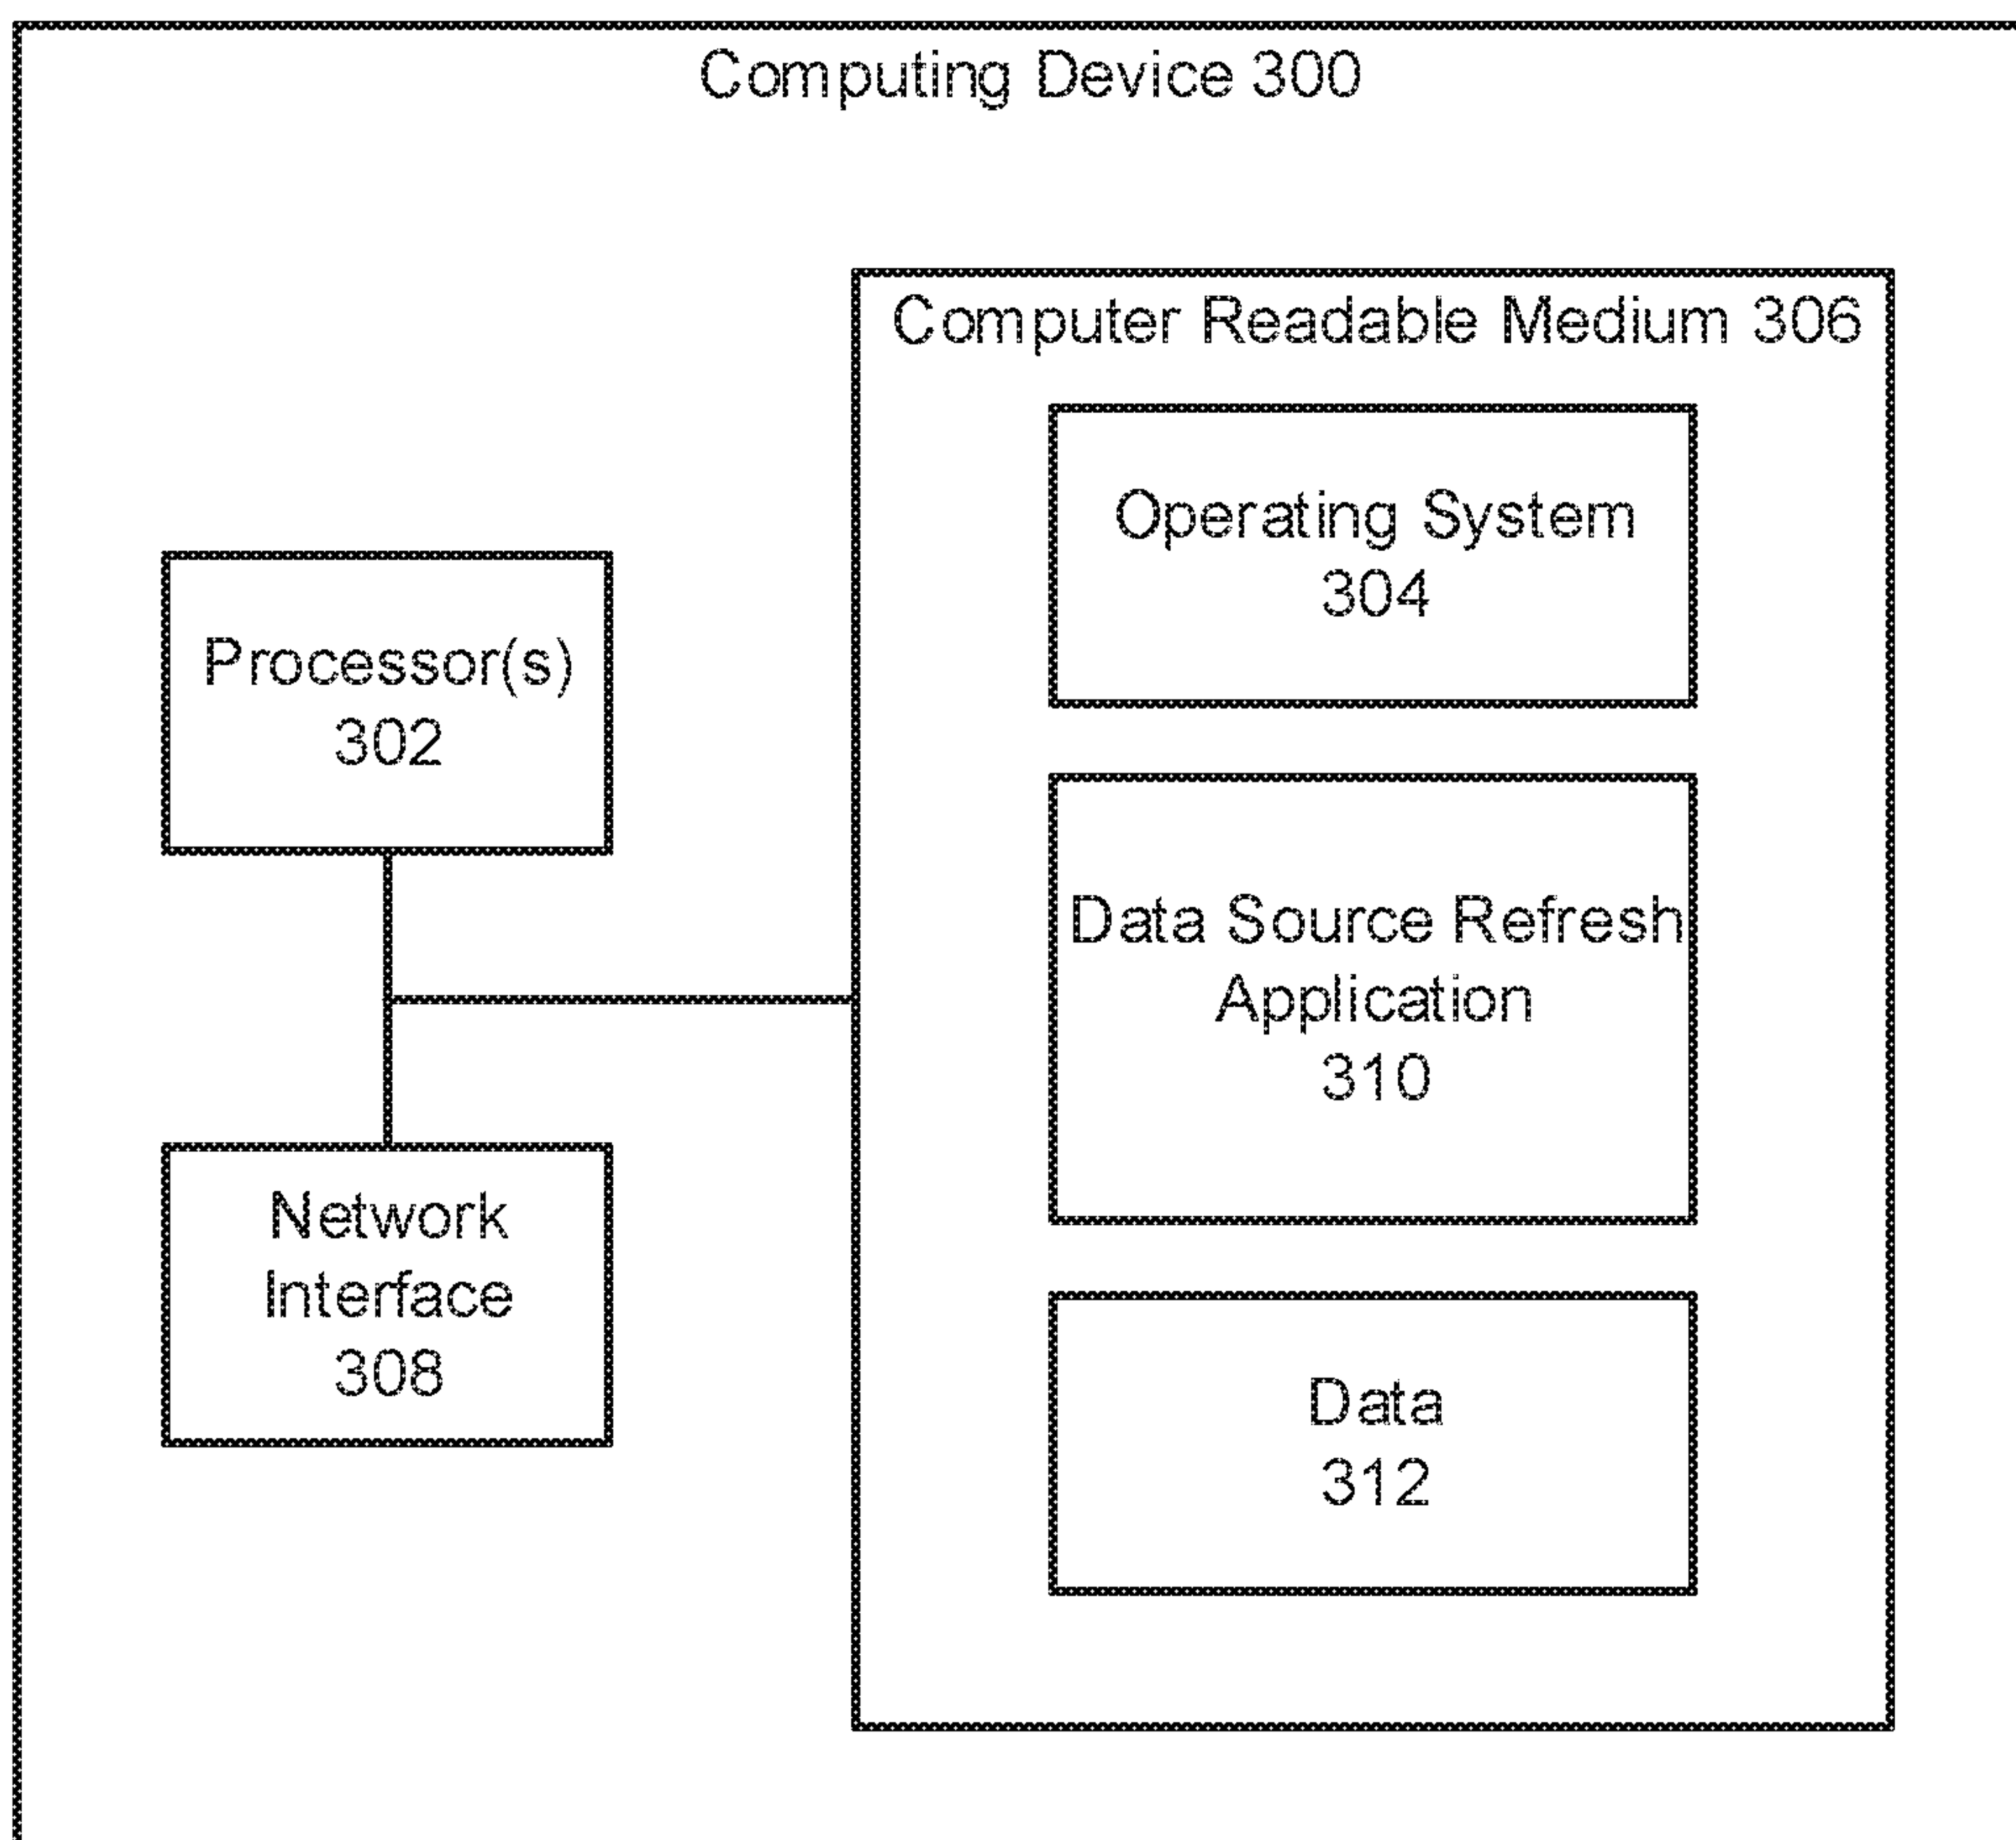 Computing Device 300
Computer Readable Medium 306
Operating System
304
Processor(s)
302
Data Source Refresh
Application
310
Network
Interface
308
Data
312